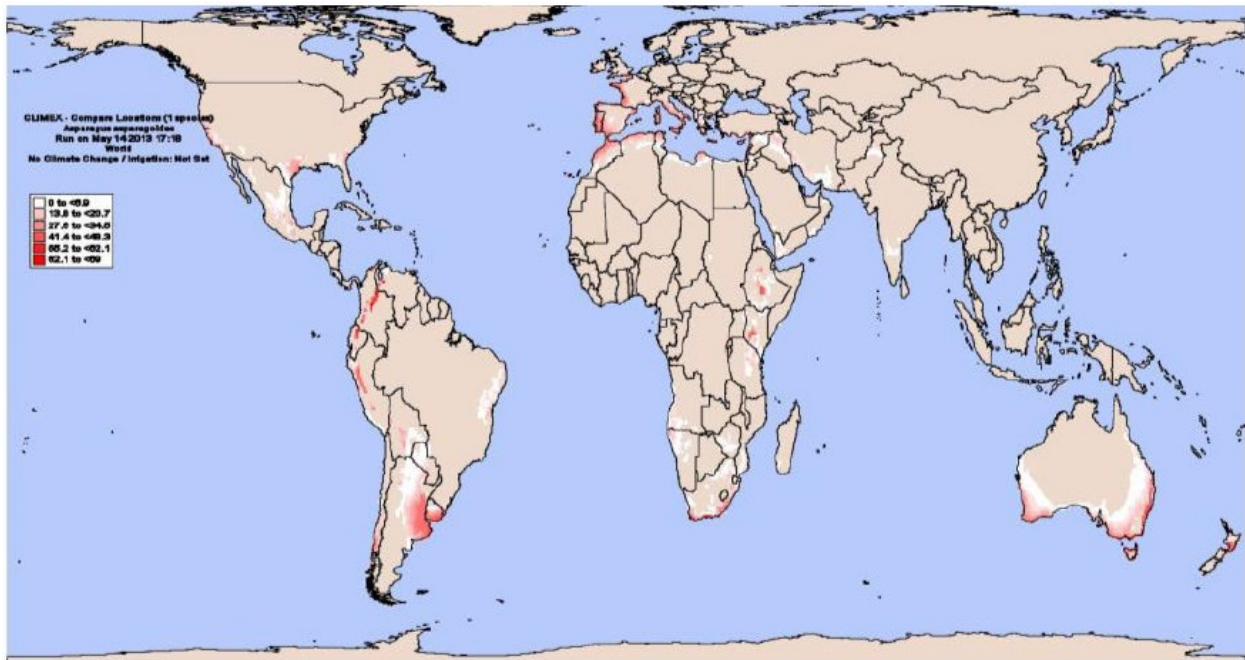 CLIMEX - Compare Locations (1 species)
Asparagus asparagoides
Run on May 14 2013 17:18
World
No Climate Change / Irrigation: Not Set
0 to <6.9
13.8 to <20.7
27.6 to <34.5
41.4 to <48.3
55.2 to <62.1
62.1 to <69